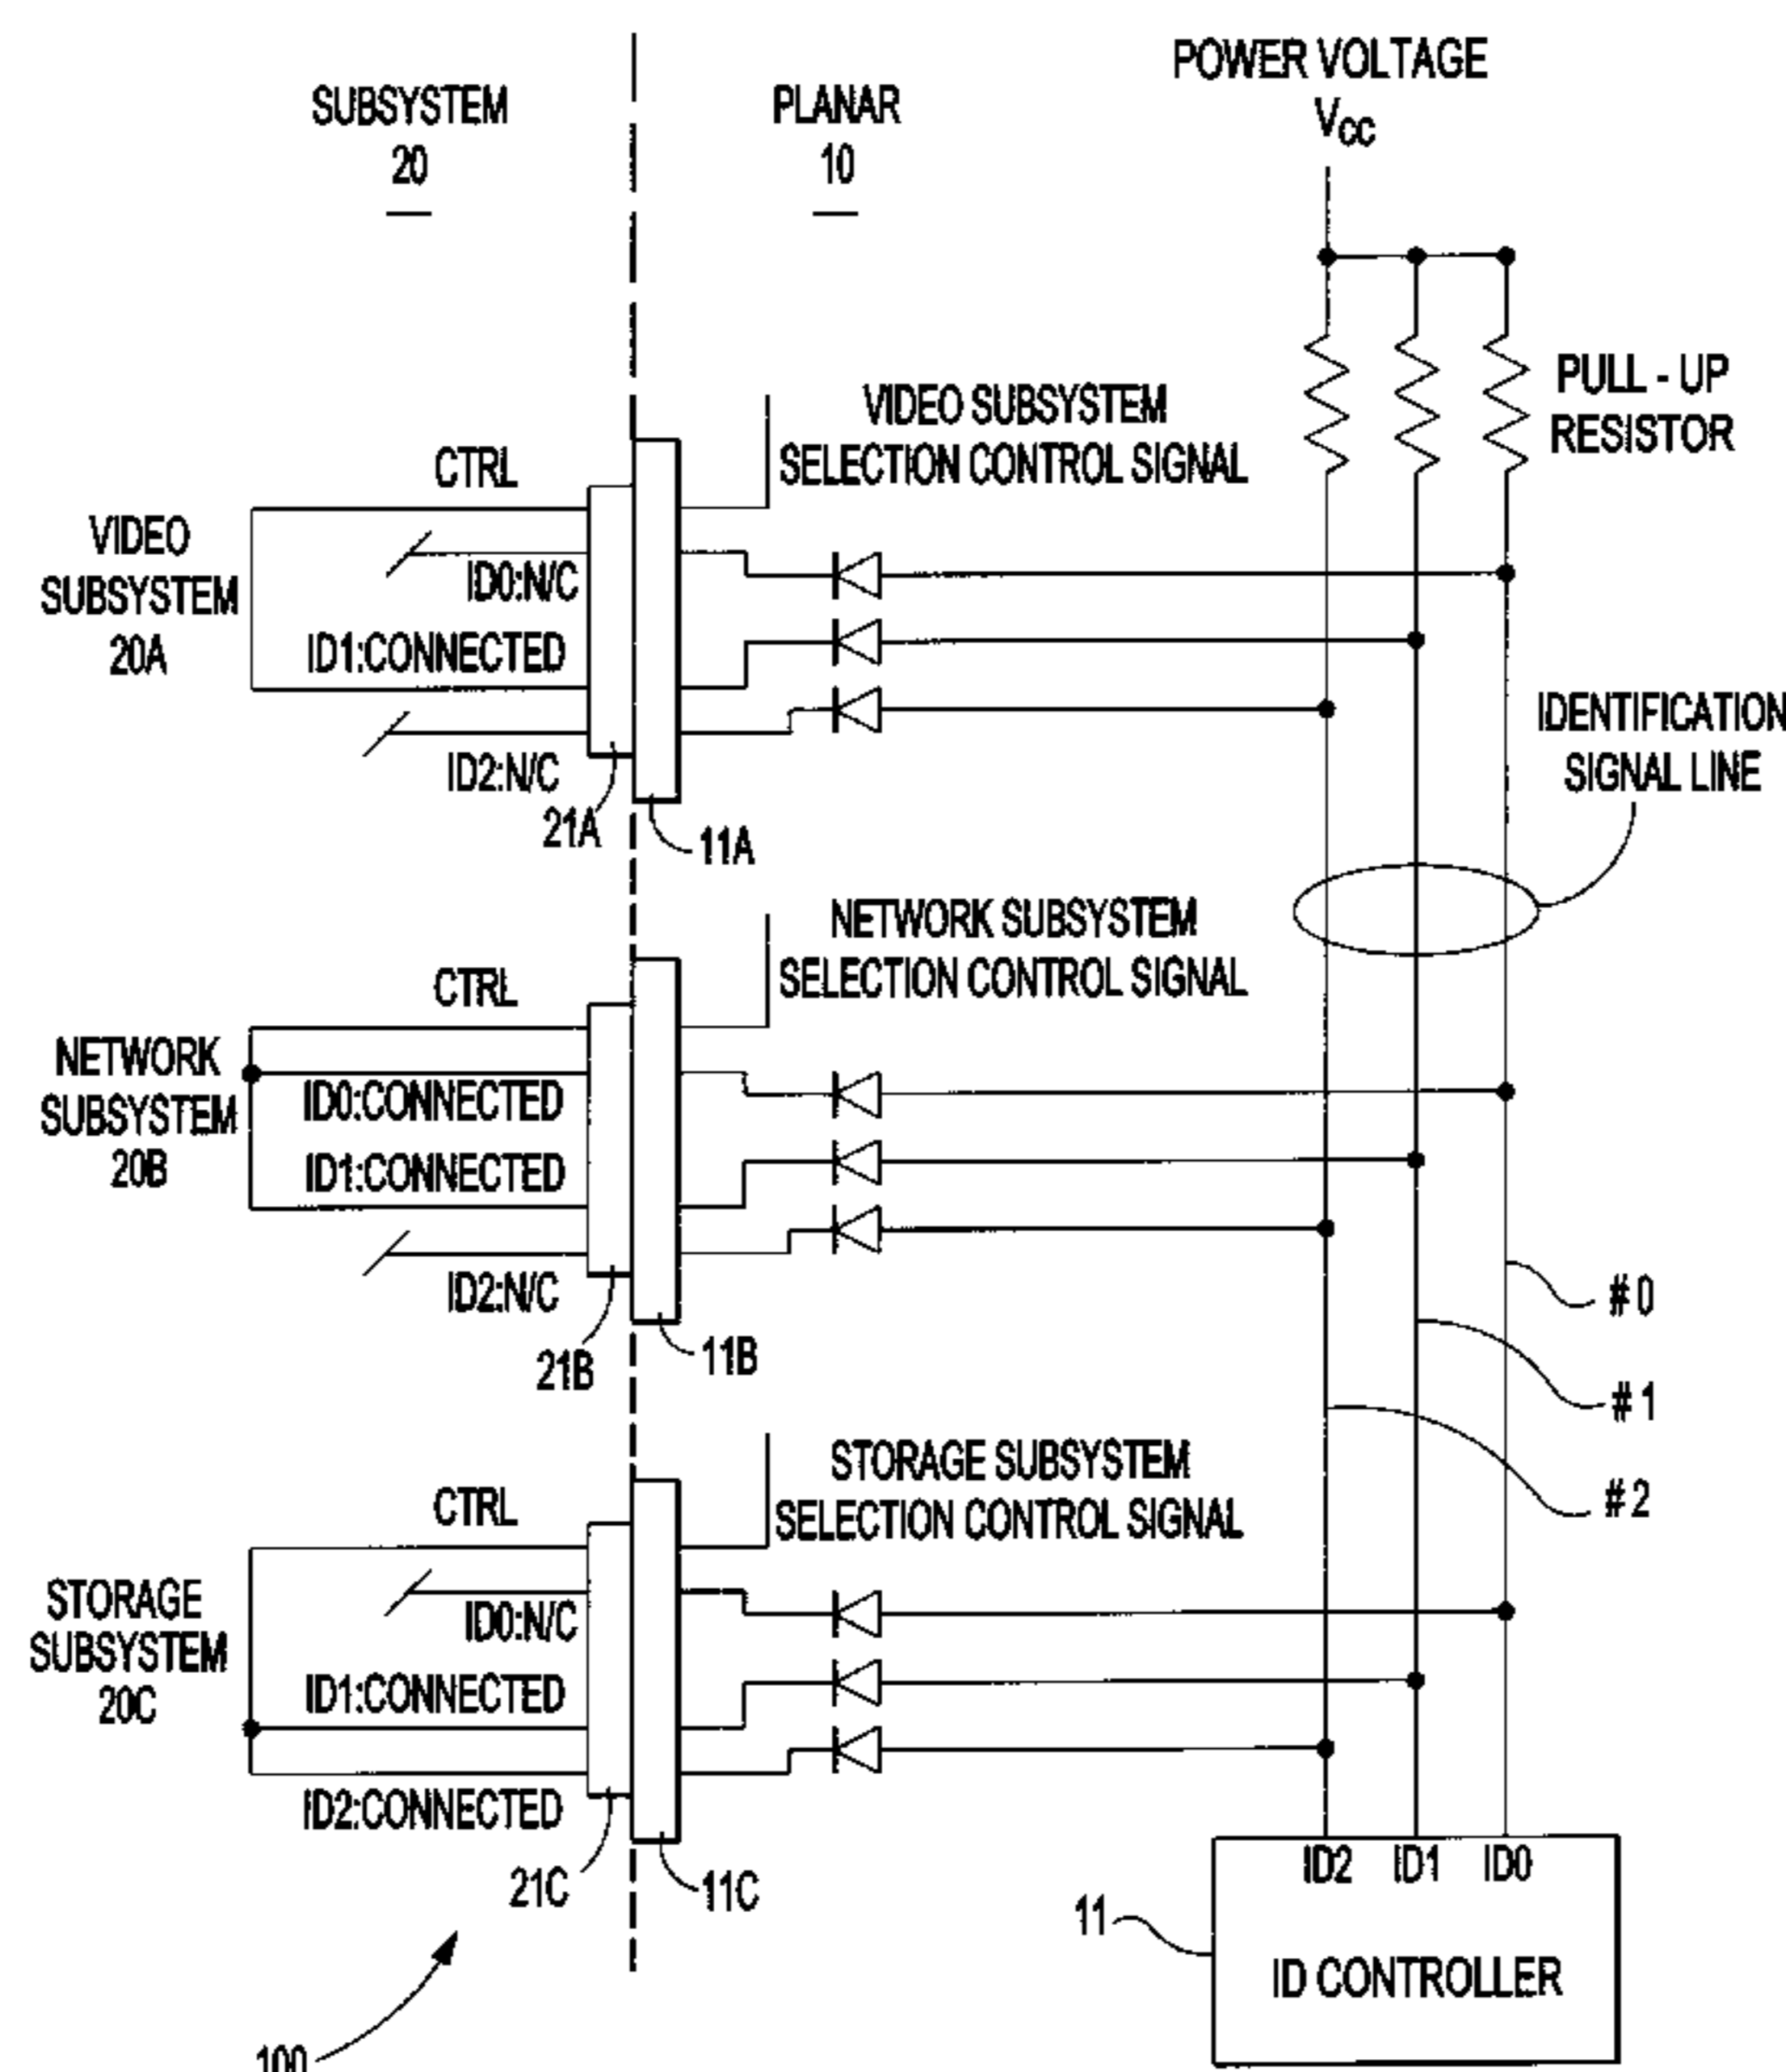 SUBSYSTEM
20
PLANAR
10
POWER VOLTAGE
VCC
PULL - UP
RESISTOR
VIDEO SUBSYSTEM
SELECTION CONTROL SIGNAL
CTRL
VIDEO
SUBSYSTEM
20A
ID0:N/C
ID1:CONNECTED
ID2:N/C
21A
11A
IDENTIFICATION
SIGNAL LINE
NETWORK SUBSYSTEM
SELECTION CONTROL SIGNAL
CTRL
NETWORK
SUBSYSTEM
20B
ID0:CONNECTED
ID1:CONNECTED
ID2:N/C
21B
11B
#0
#1
#2
STORAGE SUBSYSTEM
SELECTION CONTROL SIGNAL
CTRL
STORAGE
SUBSYSTEM
20C
ID0:N/C
ID1:CONNECTED
ID2:CONNECTED
21C
11C
ID2 ID1 ID0
11
ID CONTROLLER
100